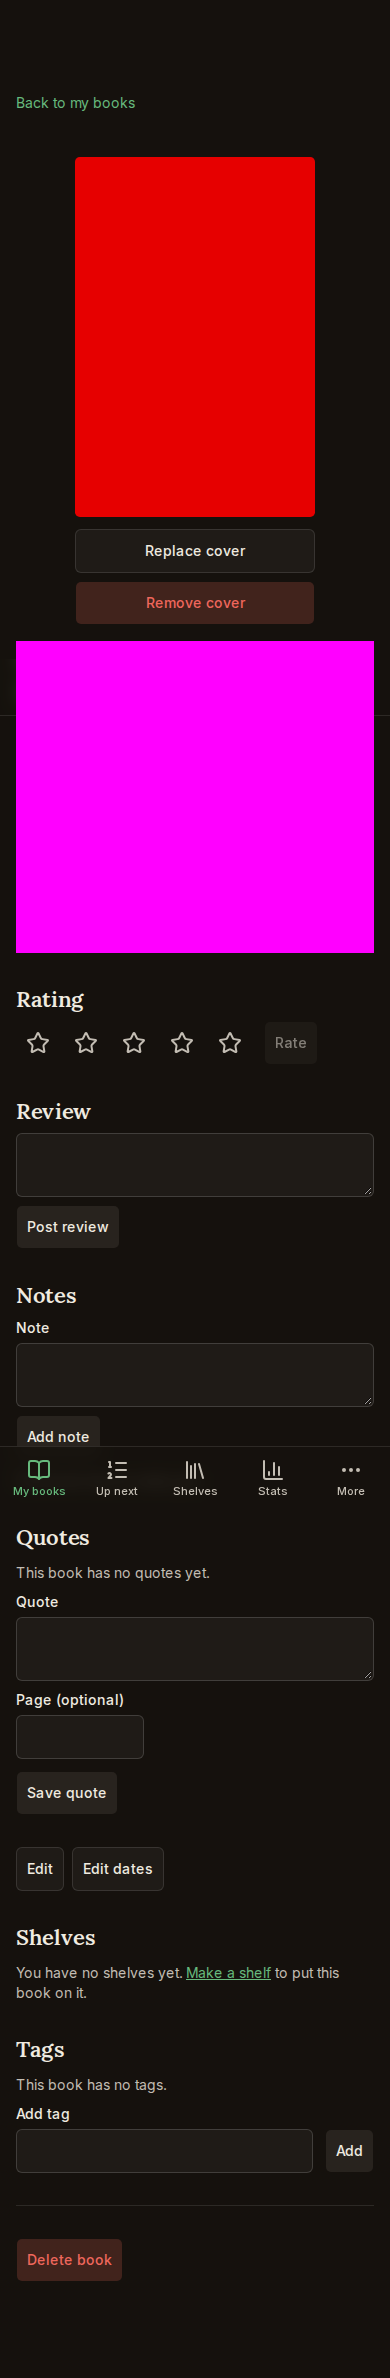 Back to my books
Replace cover
Remove cover
Rating
Rate
Review
Post review
Notes
Note
Add note
My books
Up next
Shelves
Stats
More
Quotes
This book has no quotes yet.
Quote
Page (optional)
Save quote
Edit
Edit dates
Shelves
You have no shelves yet. Make a shelf to put this
book on it.
Tags
This book has no tags.
Add tag
Add
Delete book